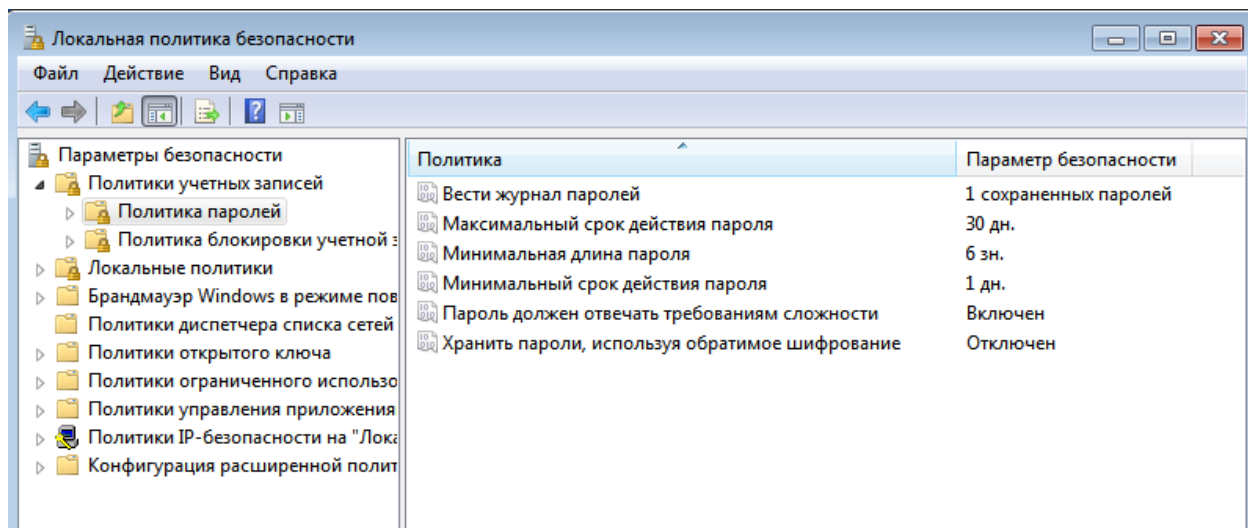 Локальная политика безопасности
Файл Действие Вид Справка
Параметры безопасности
Политики учетных записей
Политика паролей
Политика блокировки учетной з
Локальные политики
Брандмауэр Windows в режиме пов
Политики диспетчера списка сетей
Политики открытого ключа
Политики ограниченного использо
Политики управления приложения
Политики IP-безопасности на "Лока
Конфигурация расширенной полит
Политика Параметр безопасности
Вести журнал паролей 1 сохраненных паролей
Максимальный срок действия пароля 30 дн.
Минимальная длина пароля 6 зн.
Минимальный срок действия пароля 1 дн.
Пароль должен отвечать требованиям сложности Включен
Хранить пароли, используя обратимое шифрование Отключен